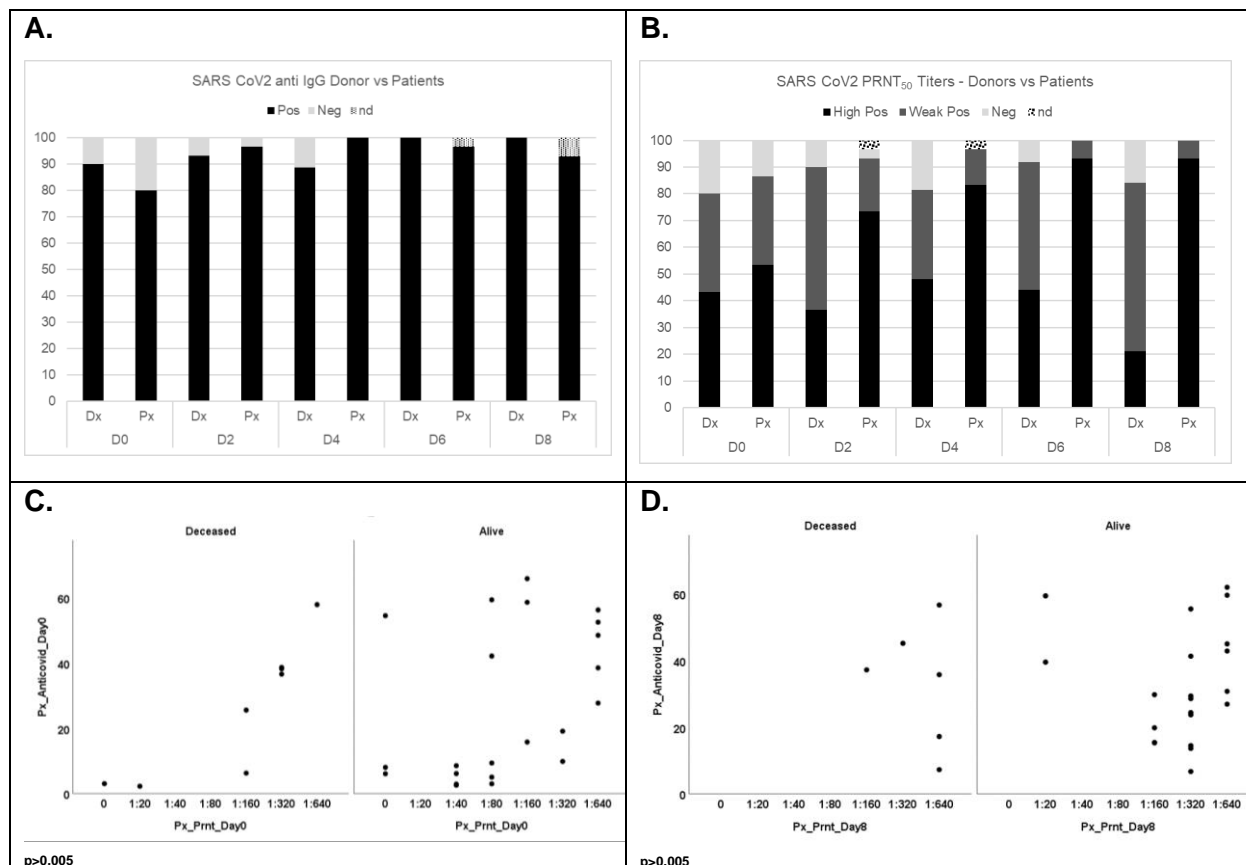 A.
SARS CoV2 anti IgG Donor vs Patients
Pos Neg nd
100
90
80
70
60
50
40
30
20
10
0
Dx Px Dx Px Dx Px Dx Px Dx Px
D0 D2 D4 D6 D8
B.
SARS CoV2 PRNT₅₀ Titers - Donors vs Patients
High Pos Weak Pos Neg nd
100
90
80
70
60
50
40
30
20
10
0
Dx Px Dx Px Dx Px Dx Px Dx Px
D0 D2 D4 D6 D8
C.
Deceased Alive
Px_Anticovid_Day0
60
40
20
0
0 1:20 1:40 1:80 1:160 1:320 1:640 0 1:20 1:40 1:80 1:160 1:320 1:640
Px_Prnt_Day0 Px_Prnt_Day0
p>0.005
D.
Deceased Alive
Px_Anticovid_Day8
60
40
20
0
0 1:20 1:40 1:80 1:160 1:320 1:640 0 1:20 1:40 1:80 1:160 1:320 1:640
Px_Prnt_Day8 Px_Prnt_Day8
p>0.005